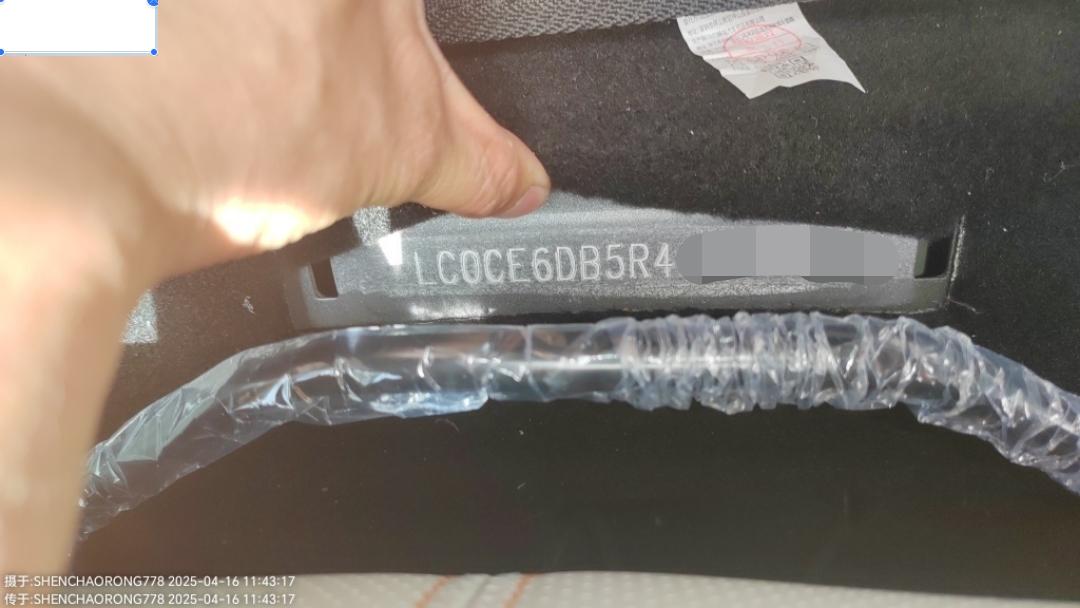 LC0CE6DB5R4
摄于:SHENCHAORONG778 2025-04-16 11:43:17
传于:SHENCHAORONG778 2025-04-16 11:43:17